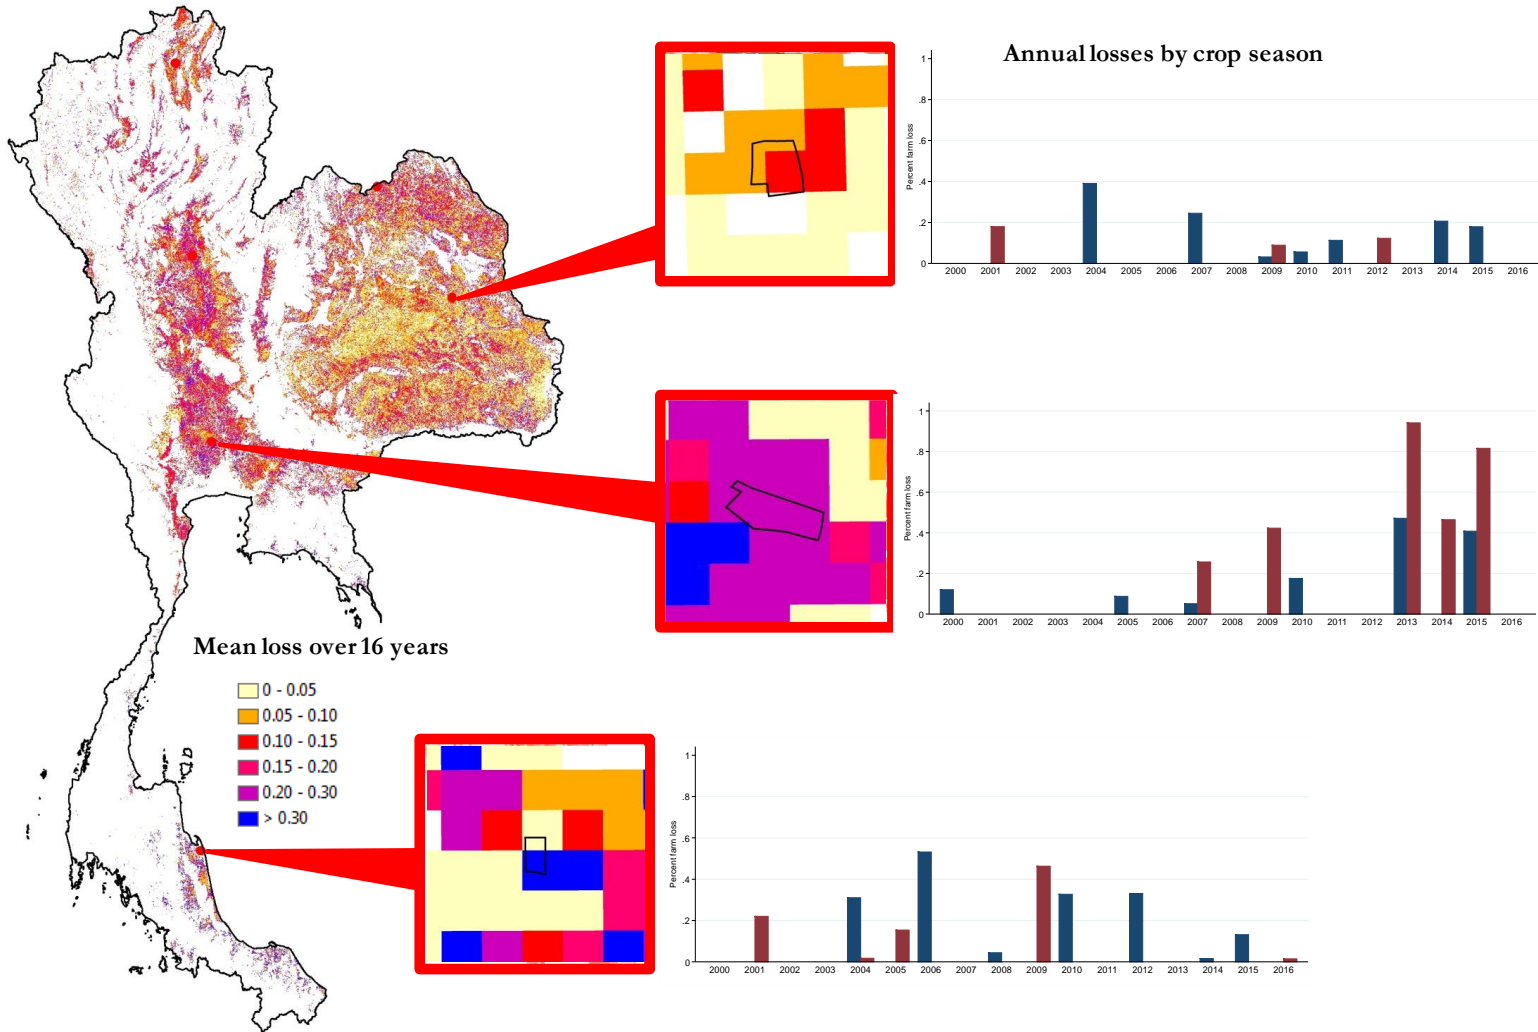 Annual losses by crop season
Percent farm loss
1
.8
.6
.4
.2
0
2000 2001 2002 2003 2004 2005 2006 2007 2008 2009 2010 2011 2012 2013 2014 2015 2016
Percent farm loss
1
.8
.6
.4
.2
0
2000 2001 2002 2003 2004 2005 2006 2007 2008 2009 2010 2011 2012 2013 2014 2015 2016
Mean loss over 16 years
0 - 0.05
0.05 - 0.10
0.10 - 0.15
0.15 - 0.20
0.20 - 0.30
> 0.30
Percent farm loss
1
.8
.6
.4
.2
0
2000 2001 2002 2003 2004 2005 2006 2007 2008 2009 2010 2011 2012 2013 2014 2015 2016